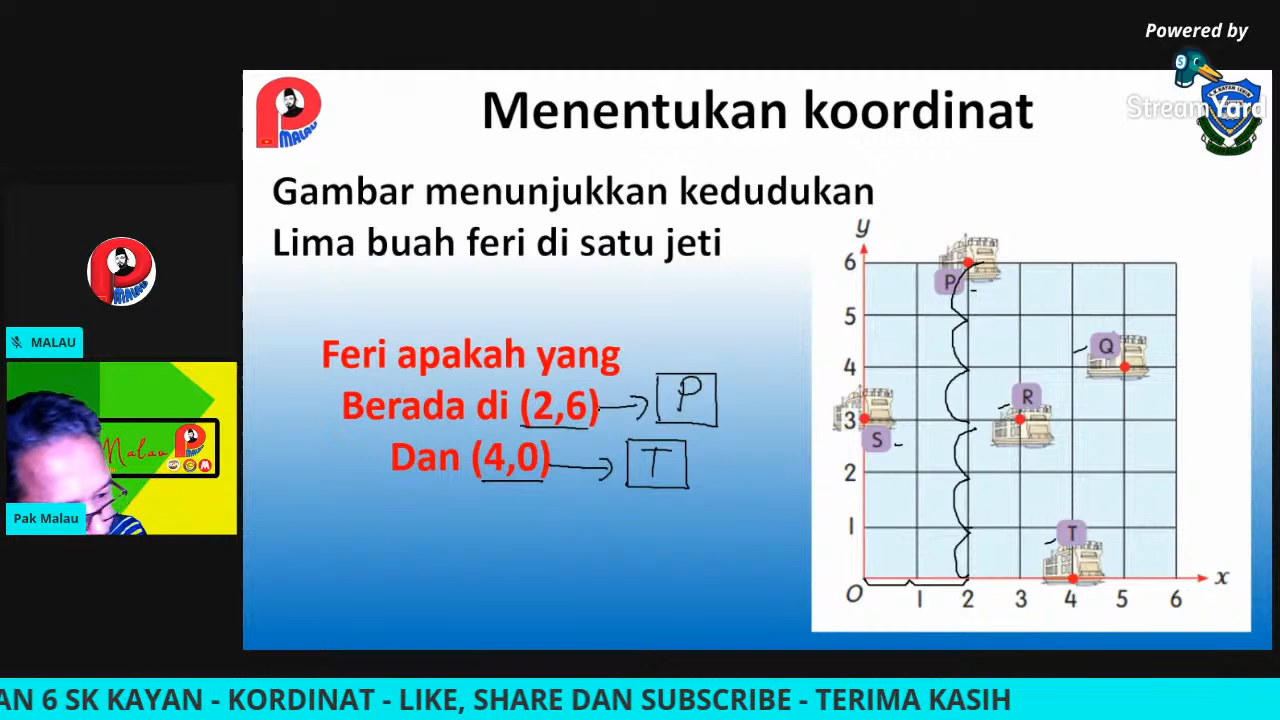 Powered by
StreamYard
P
MALAU
Menentukan koordinat
Gambar menunjukkan kedudukan
Lima buah feri di satu jeti
Feri apakah yang
Berada di (2,6) → P
Dan (4,0) → T
y
6
5
4
3
2
1
O
1 2 3 4 5 6
x
P
Q
R
S
T
MALAU
MALAU
Malau
Pak Malau
AN 6 SK KAYAN - KORDINAT - LIKE, SHARE DAN SUBSCRIBE - TERIMA KASIH